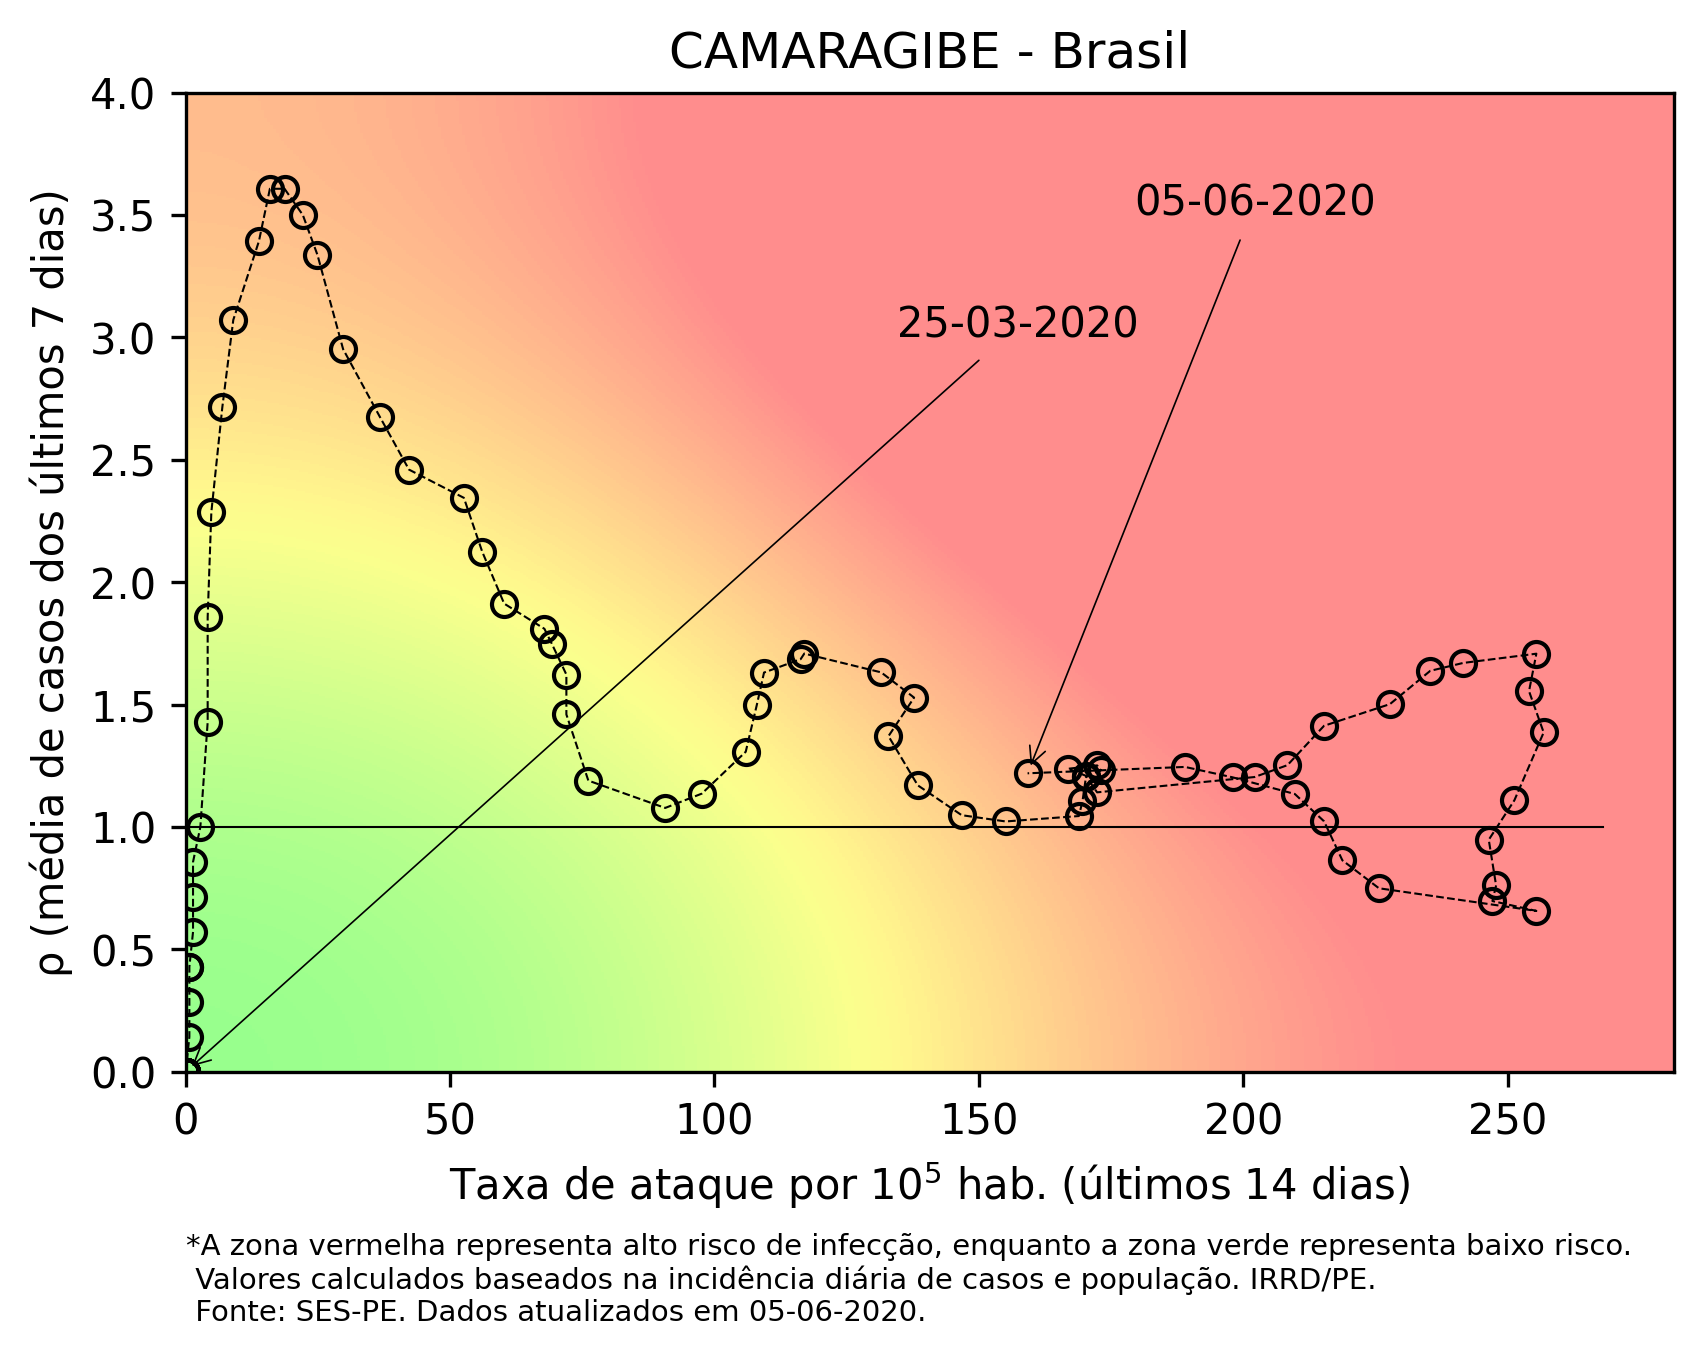 CAMARAGIBE - Brasil
4.0
3.5
3.0
2.5
2.0
1.5
1.0
0.5
0.0
ρ (média de casos dos últimos 7 dias)
05-06-2020
25-03-2020
0 50 100 150 200 250
Taxa de ataque por 10⁵ hab. (últimos 14 dias)
*A zona vermelha representa alto risco de infecção, enquanto a zona verde representa baixo risco.
Valores calculados baseados na incidência diária de casos e população. IRRD/PE.
Fonte: SES-PE. Dados atualizados em 05-06-2020.